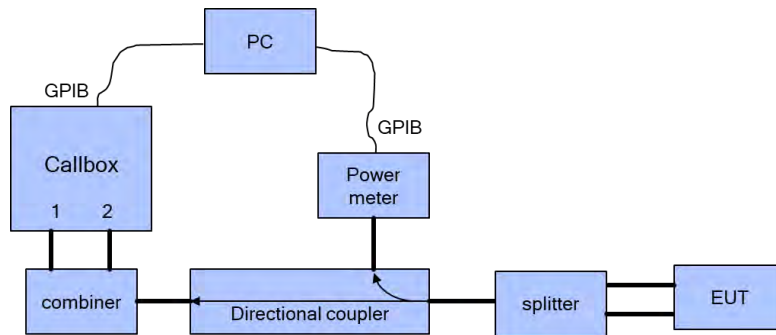 PC
GPIB
GPIB
Callbox
1 2
Power
meter
combiner
Directional coupler
splitter
EUT